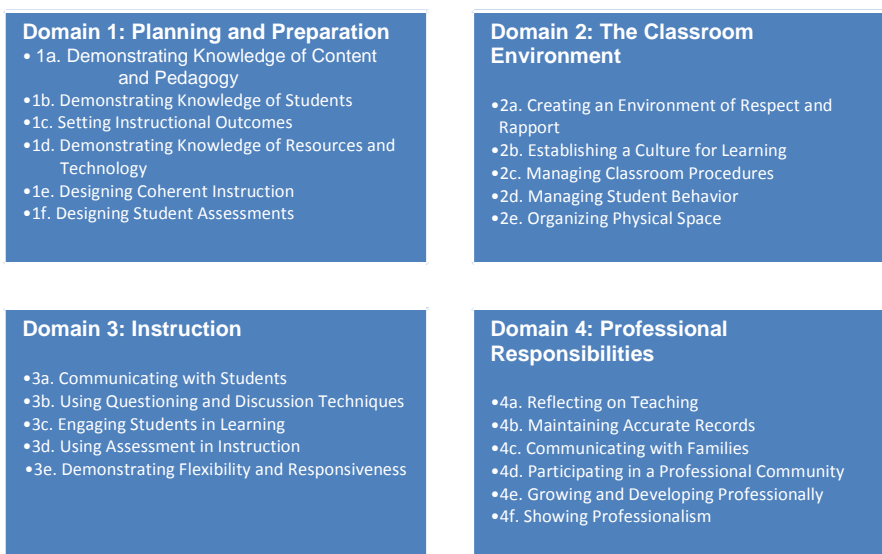 Domain 1: Planning and Preparation
• 1a. Demonstrating Knowledge of Content
and Pedagogy
•1b. Demonstrating Knowledge of Students
•1c. Setting Instructional Outcomes
•1d. Demonstrating Knowledge of Resources and
Technology
•1e. Designing Coherent Instruction
•1f. Designing Student Assessments
Domain 2: The Classroom
Environment
•2a. Creating an Environment of Respect and
Rapport
•2b. Establishing a Culture for Learning
•2c. Managing Classroom Procedures
•2d. Managing Student Behavior
•2e. Organizing Physical Space
Domain 3: Instruction
•3a. Communicating with Students
•3b. Using Questioning and Discussion Techniques
•3c. Engaging Students in Learning
•3d. Using Assessment in Instruction
•3e. Demonstrating Flexibility and Responsiveness
Domain 4: Professional
Responsibilities
•4a. Reflecting on Teaching
•4b. Maintaining Accurate Records
•4c. Communicating with Families
•4d. Participating in a Professional Community
•4e. Growing and Developing Professionally
•4f. Showing Professionalism